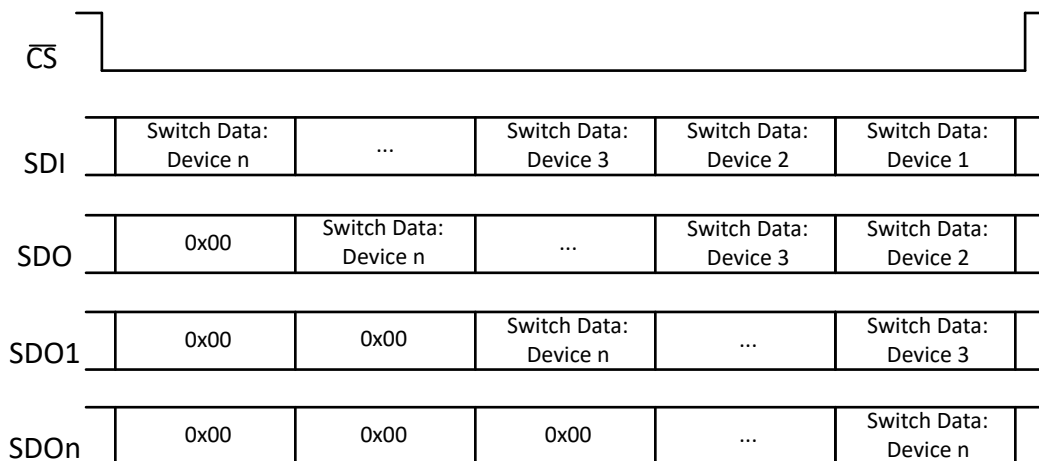 C̅S̅
SDI
Switch Data:
Device n
...
Switch Data:
Device 3
Switch Data:
Device 2
Switch Data:
Device 1
SDO
0x00
Switch Data:
Device n
...
Switch Data:
Device 3
Switch Data:
Device 2
SDO1
0x00
0x00
Switch Data:
Device n
...
Switch Data:
Device 3
SDOn
0x00
0x00
0x00
...
Switch Data:
Device n